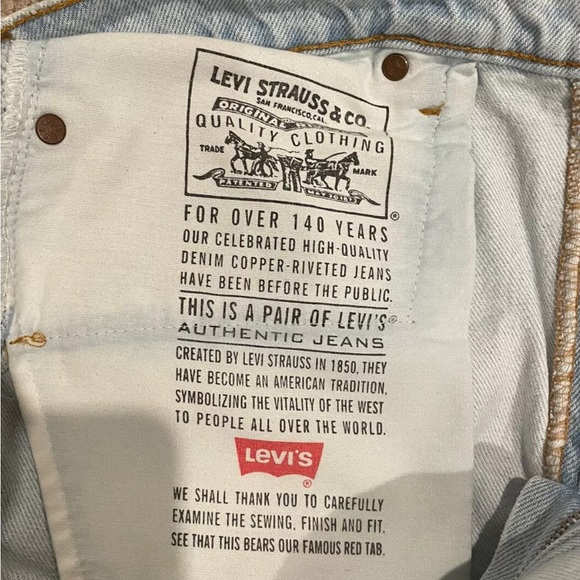 LEVI STRAUSS & CO.
SAN FRANCISCO, CAL.
ORIGINAL
QUALITY CLOTHING
TRADE MARK
PATENTED MAY 20 1873
®
FOR OVER 140 YEARS
OUR CELEBRATED HIGH-QUALITY
DENIM COPPER-RIVETED JEANS
HAVE BEEN BEFORE THE PUBLIC.
THIS IS A PAIR OF LEVI'S®
AUTHENTIC JEANS
CREATED BY LEVI STRAUSS IN 1850, THEY
HAVE BECOME AN AMERICAN TRADITION,
SYMBOLIZING THE VITALITY OF THE WEST
TO PEOPLE ALL OVER THE WORLD.
LEVI'S
®
WE SHALL THANK YOU TO CAREFULLY
EXAMINE THE SEWING, FINISH AND FIT.
SEE THAT THIS BEARS OUR FAMOUS RED TAB.